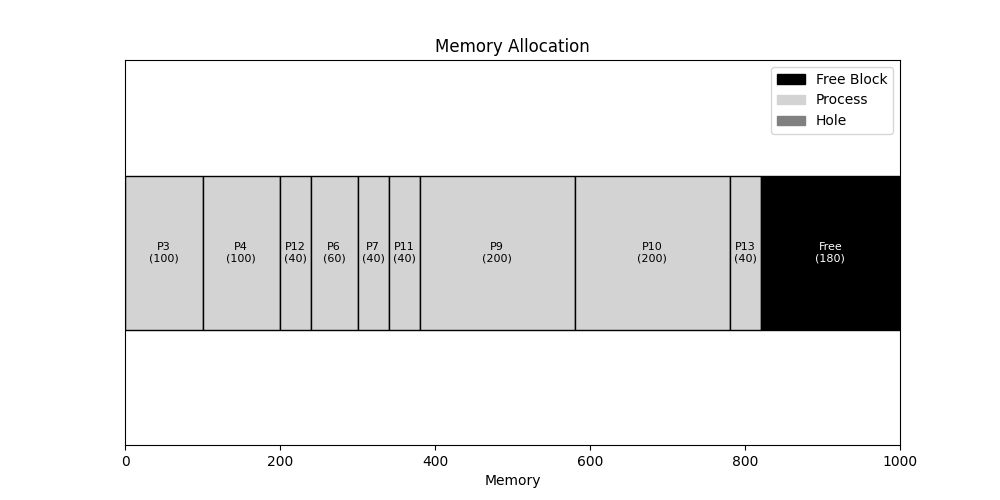 Memory Allocation
Free Block
Process
Hole
P3
(100)
P4
(100)
P12
(40)
P6
(60)
P7
(40)
P11
(40)
P9
(200)
P10
(200)
P13
(40)
Free
(180)
0
200
400
600
800
1000
Memory